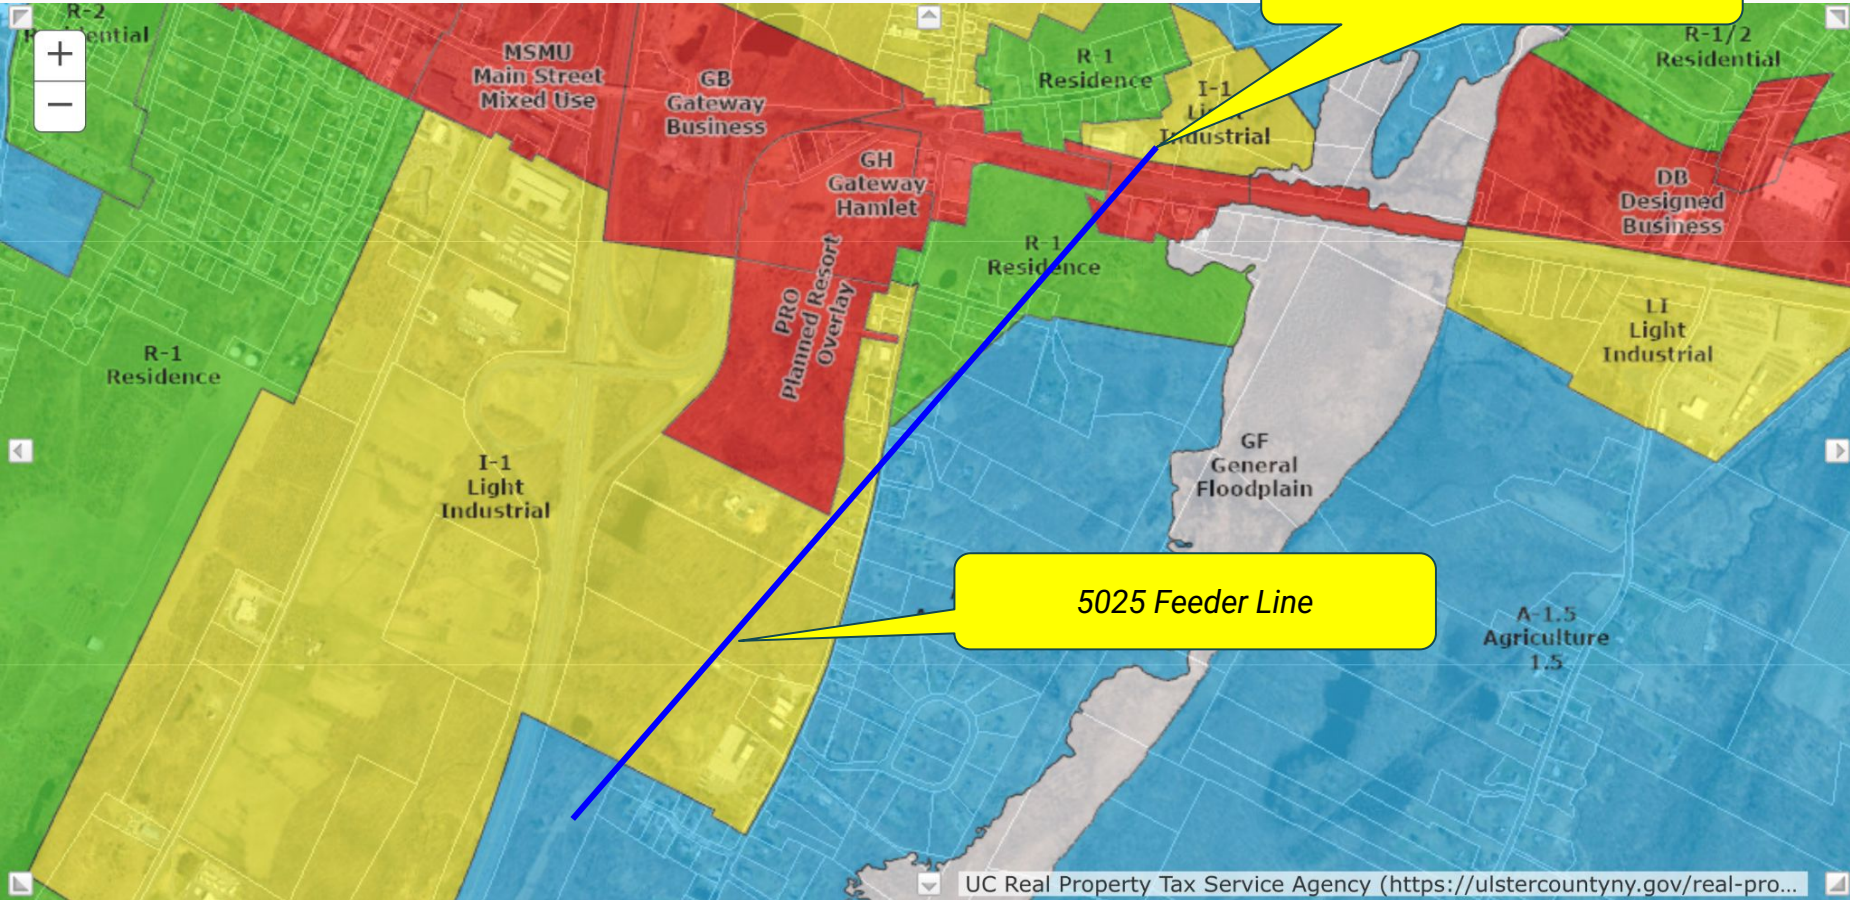 R-2
Residential
+
−
MSMU
Main Street
Mixed Use
GB
Gateway
Business
GH
Gateway
Hamlet
PRO
Planned Resort
Overlay
R-1
Residence
I-1
Light
Industrial
R-1/2
Residential
DB
Designed
Business
R-1
Residence
LI
Light
Industrial
R-1
Residence
I-1
Light
Industrial
GF
General
Floodplain
5025 Feeder Line
A-1.5
Agriculture
1.5
UC Real Property Tax Service Agency (https://ulstercountyny.gov/real-pro...